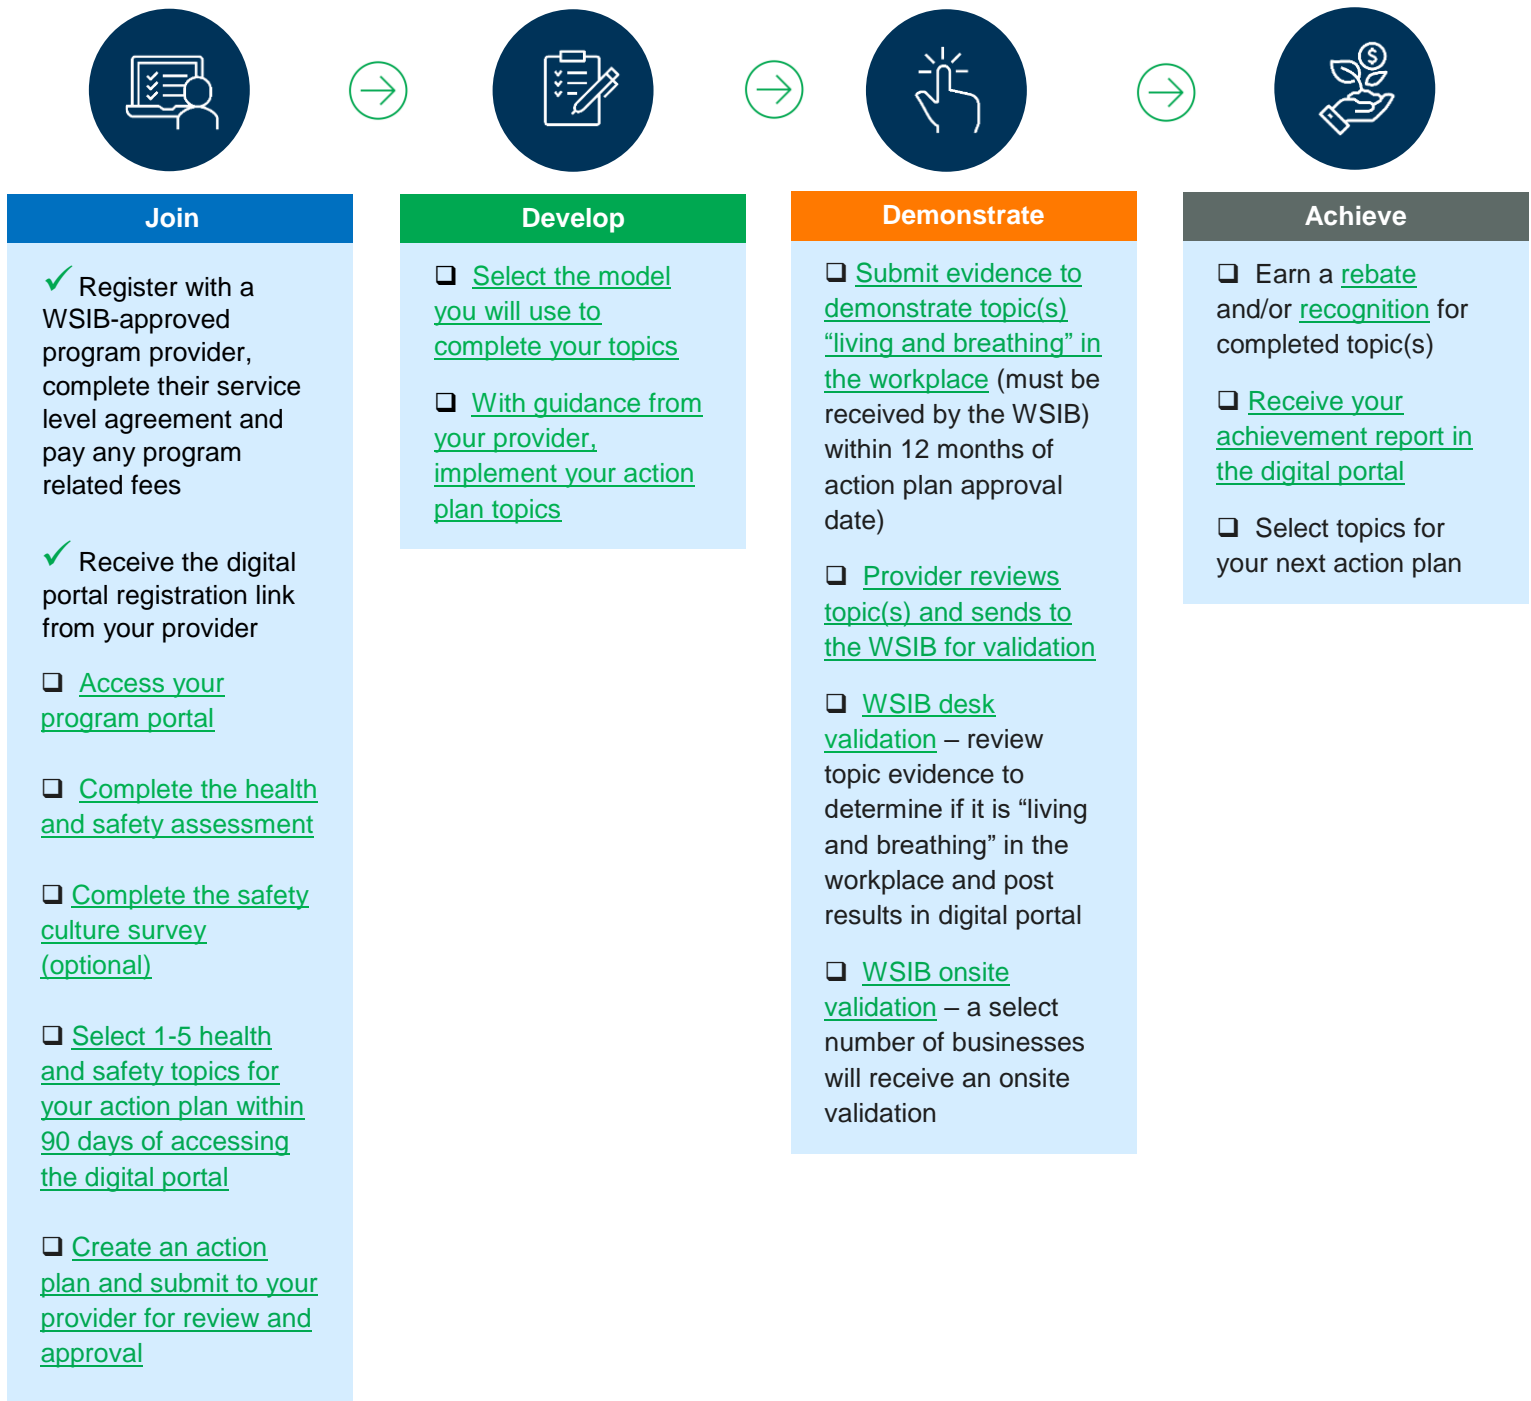 Join
✓ Register with a
WSIB-approved
program provider,
complete their service
level agreement and
pay any program
related fees
✓ Receive the digital
portal registration link
from your provider
❑ Access your
program portal
❑ Complete the health
and safety assessment
❑ Complete the safety
culture survey
(optional)
❑ Select 1-5 health
and safety topics for
your action plan within
90 days of accessing
the digital portal
❑ Create an action
plan and submit to your
provider for review and
approval
Develop
❑ Select the model
you will use to
complete your topics
❑ With guidance from
your provider,
implement your action
plan topics
Demonstrate
❑ Submit evidence to
demonstrate topic(s)
“living and breathing” in
the workplace (must be
received by the WSIB)
within 12 months of
action plan approval
date)
❑ Provider reviews
topic(s) and sends to
the WSIB for validation
❑ WSIB desk
validation – review
topic evidence to
determine if it is “living
and breathing” in the
workplace and post
results in digital portal
❑ WSIB onsite
validation – a select
number of businesses
will receive an onsite
validation
Achieve
❑ Earn a rebate
and/or recognition for
completed topic(s)
❑ Receive your
achievement report in
the digital portal
❑ Select topics for
your next action plan